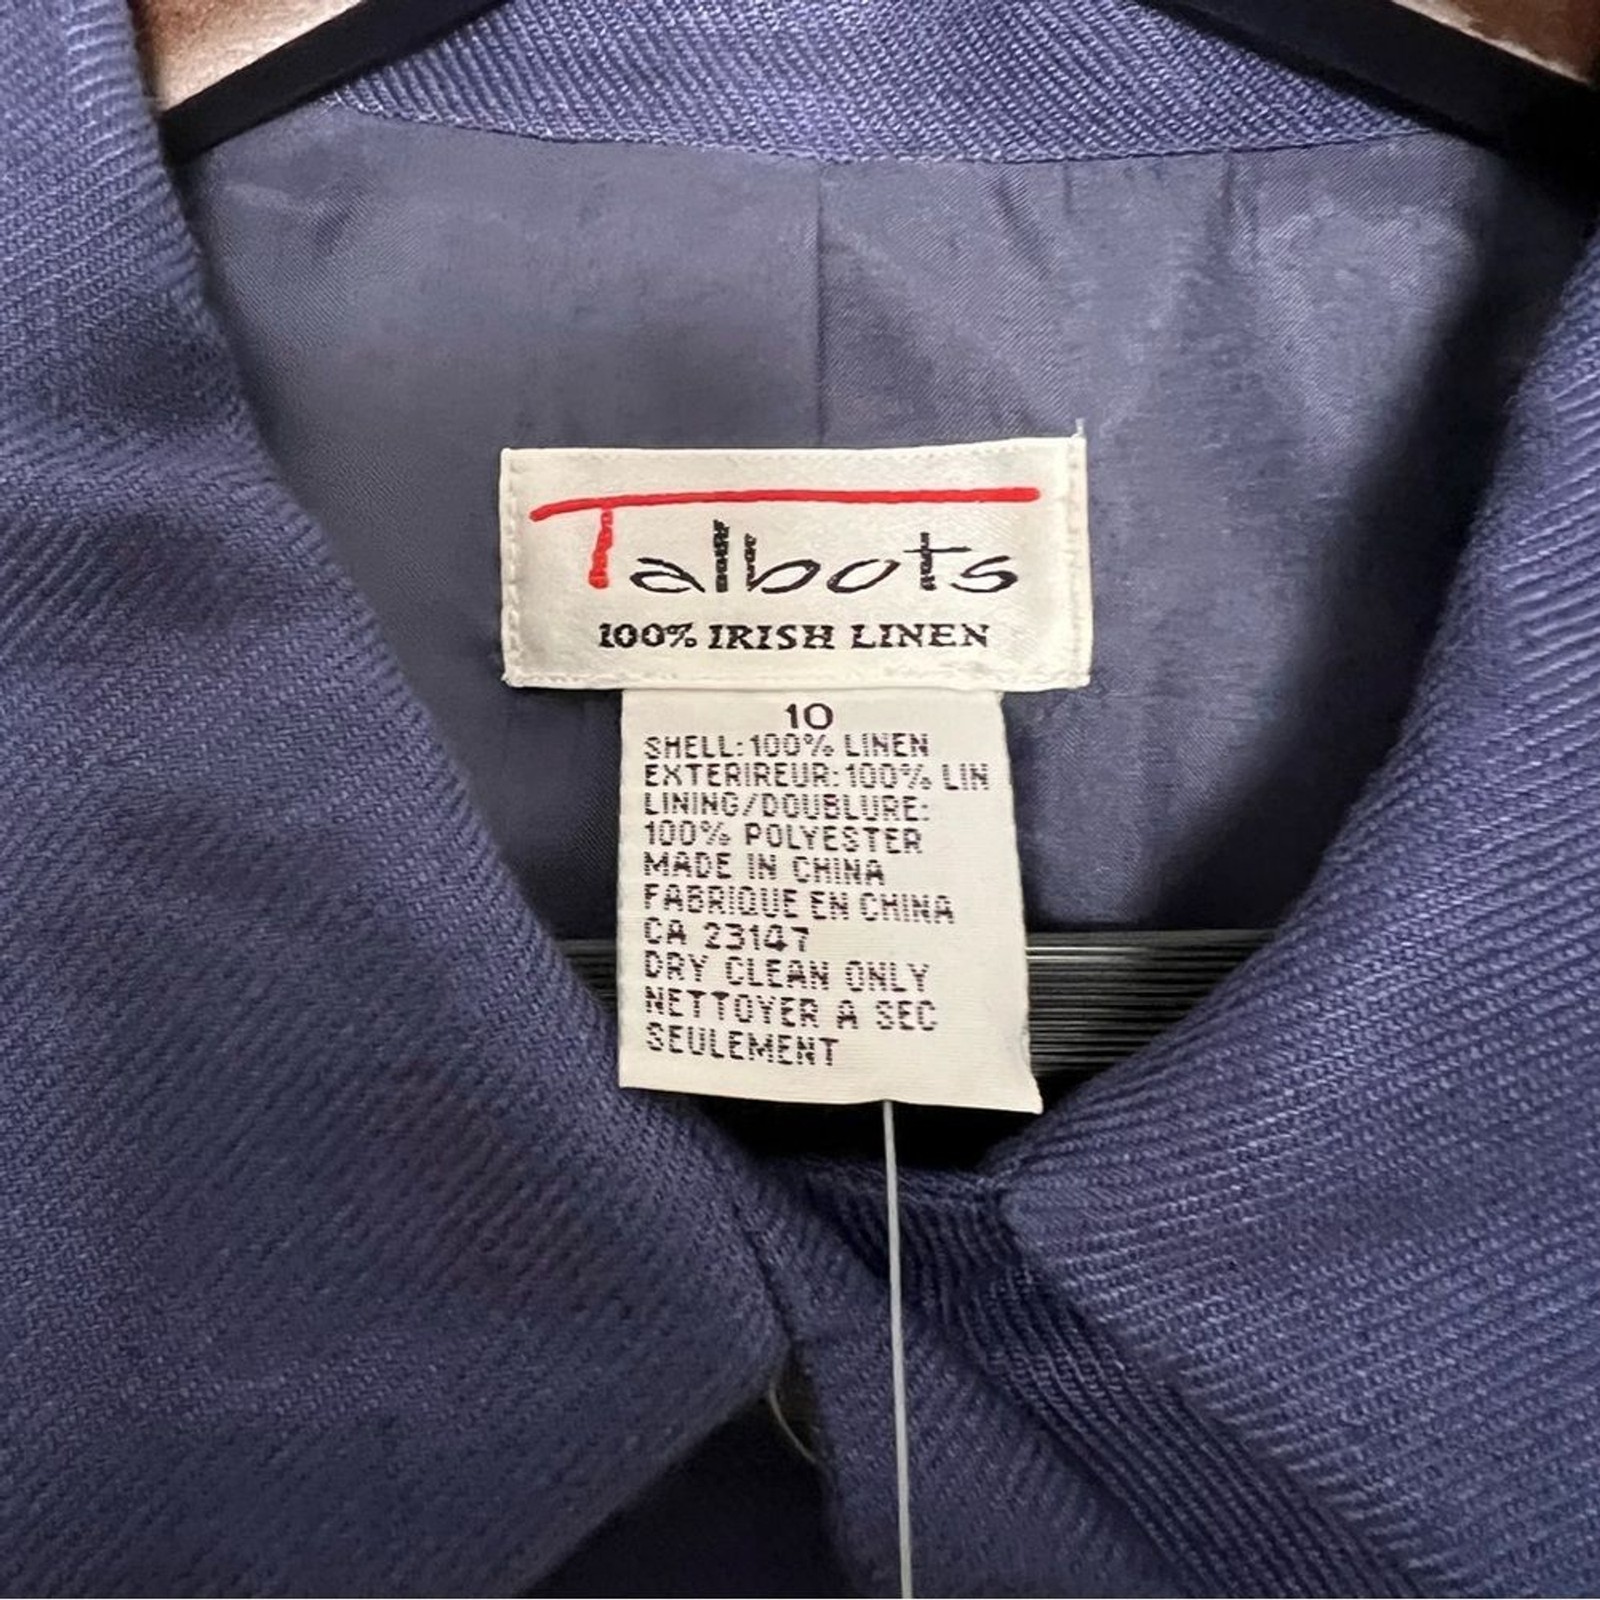 Talbots
100% IRISH LINEN
10
SHELL: 100% LINEN
EXTERIREUR: 100% LIN
LINING/DOUBLURE:
100% POLYESTER
MADE IN CHINA
FABRIQUE EN CHINA
CA 23147
DRY CLEAN ONLY
NETTOYER A SEC
SEULEMENT